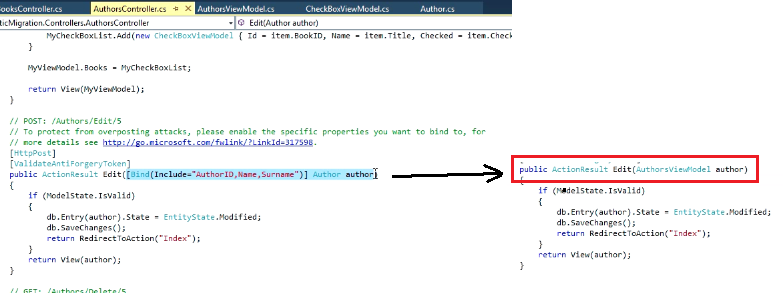 BooksController.cs AuthorsController.cs AuthorsViewModel.cs CheckBoxViewModel.cs Author.cs
ticMigration.Controllers.AuthorsController Edit(Author author)
MyCheckBoxList.Add(new CheckBoxViewModel { Id = item.BookID, Name = item.Title, Checked = item.Chec
}
MyViewModel.Books = MyCheckBoxList;
return View(MyViewModel);
}
// POST: /Authors/Edit/5
// To protect from overposting attacks, please enable the specific properties you want to bind to, for
// more details see http://go.microsoft.com/fwlink/?LinkId=317598.
[HttpPost]
[ValidateAntiForgeryToken]
public ActionResult Edit([Bind(Include="AuthorID,Name,Surname")] Author author)
{
if (ModelState.IsValid)
{
db.Entry(author).State = EntityState.Modified;
db.SaveChanges();
return RedirectToAction("Index");
}
return View(author);
}
// GET: /Authors/Delete/5
public ActionResult Edit(AuthorsViewModel author)
{
if (ModelState.IsValid)
{
db.Entry(author).State = EntityState.Modified;
db.SaveChanges();
return RedirectToAction("Index");
}
return View(author);
}